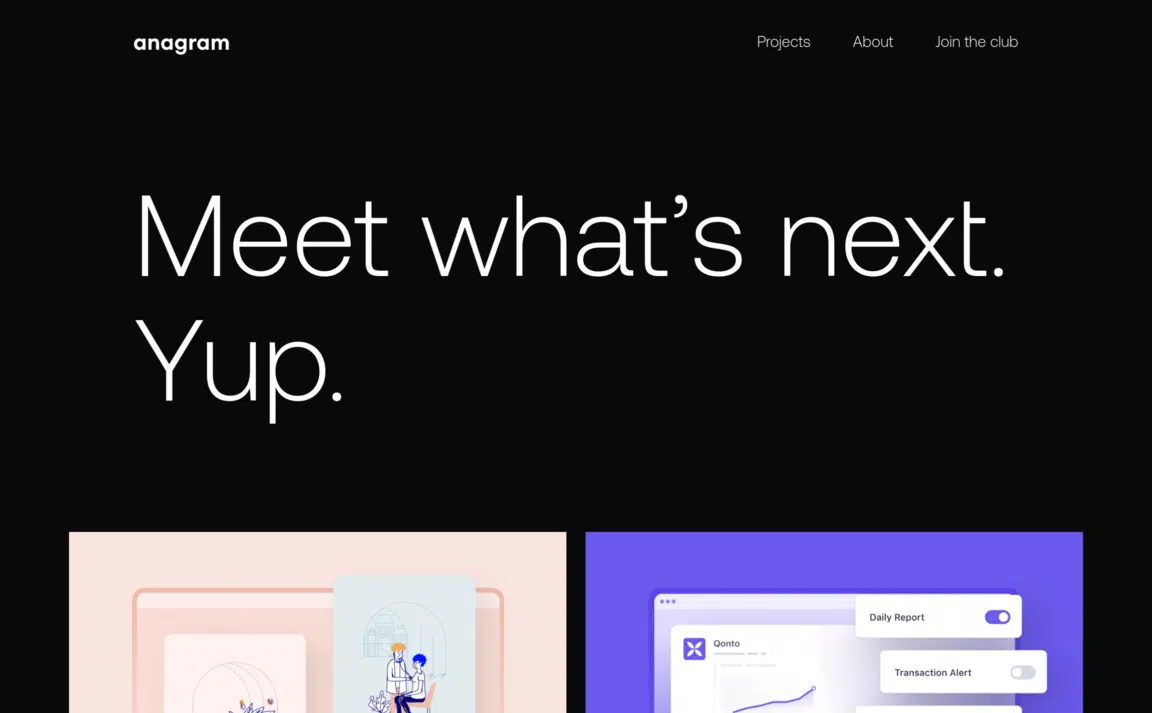 anagram
Projects About Join the club
Meet what’s next.
Yup.
Daily Report
Qonto
Transaction Alert